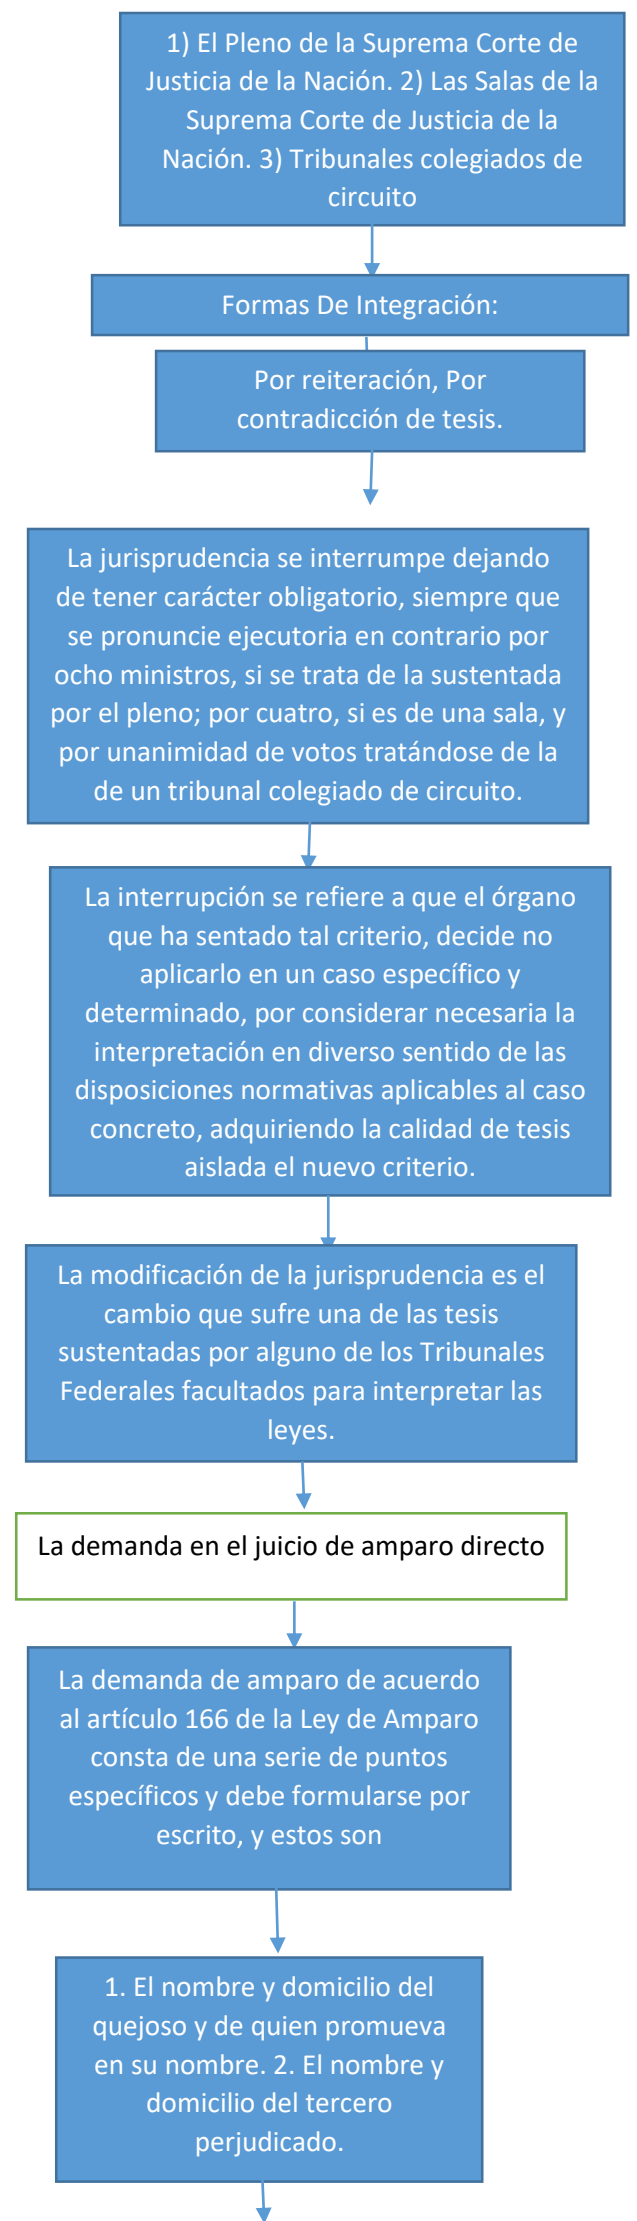 1) El Pleno de la Suprema Corte de
Justicia de la Nación. 2) Las Salas de la
Suprema Corte de Justicia de la
Nación. 3) Tribunales colegiados de
circuito
Formas De Integración:
Por reiteración, Por
contradicción de tesis.
La jurisprudencia se interrumpe dejando
de tener carácter obligatorio, siempre que
se pronuncie ejecutoria en contrario por
ocho ministros, si se trata de la sustentada
por el pleno; por cuatro, si es de una sala, y
por unanimidad de votos tratándose de la
de un tribunal colegiado de circuito.
La interrupción se refiere a que el órgano
que ha sentado tal criterio, decide no
aplicarlo en un caso específico y
determinado, por considerar necesaria la
interpretación en diverso sentido de las
disposiciones normativas aplicables al caso
concreto, adquiriendo la calidad de tesis
aislada el nuevo criterio.
La modificación de la jurisprudencia es el
cambio que sufre una de las tesis
sustentadas por alguno de los Tribunales
Federales facultados para interpretar las
leyes.
La demanda en el juicio de amparo directo
La demanda de amparo de acuerdo
al artículo 166 de la Ley de Amparo
consta de una serie de puntos
específicos y debe formularse por
escrito, y estos son
1. El nombre y domicilio del
quejoso y de quien promueva
en su nombre. 2. El nombre y
domicilio del tercero
perjudicado.